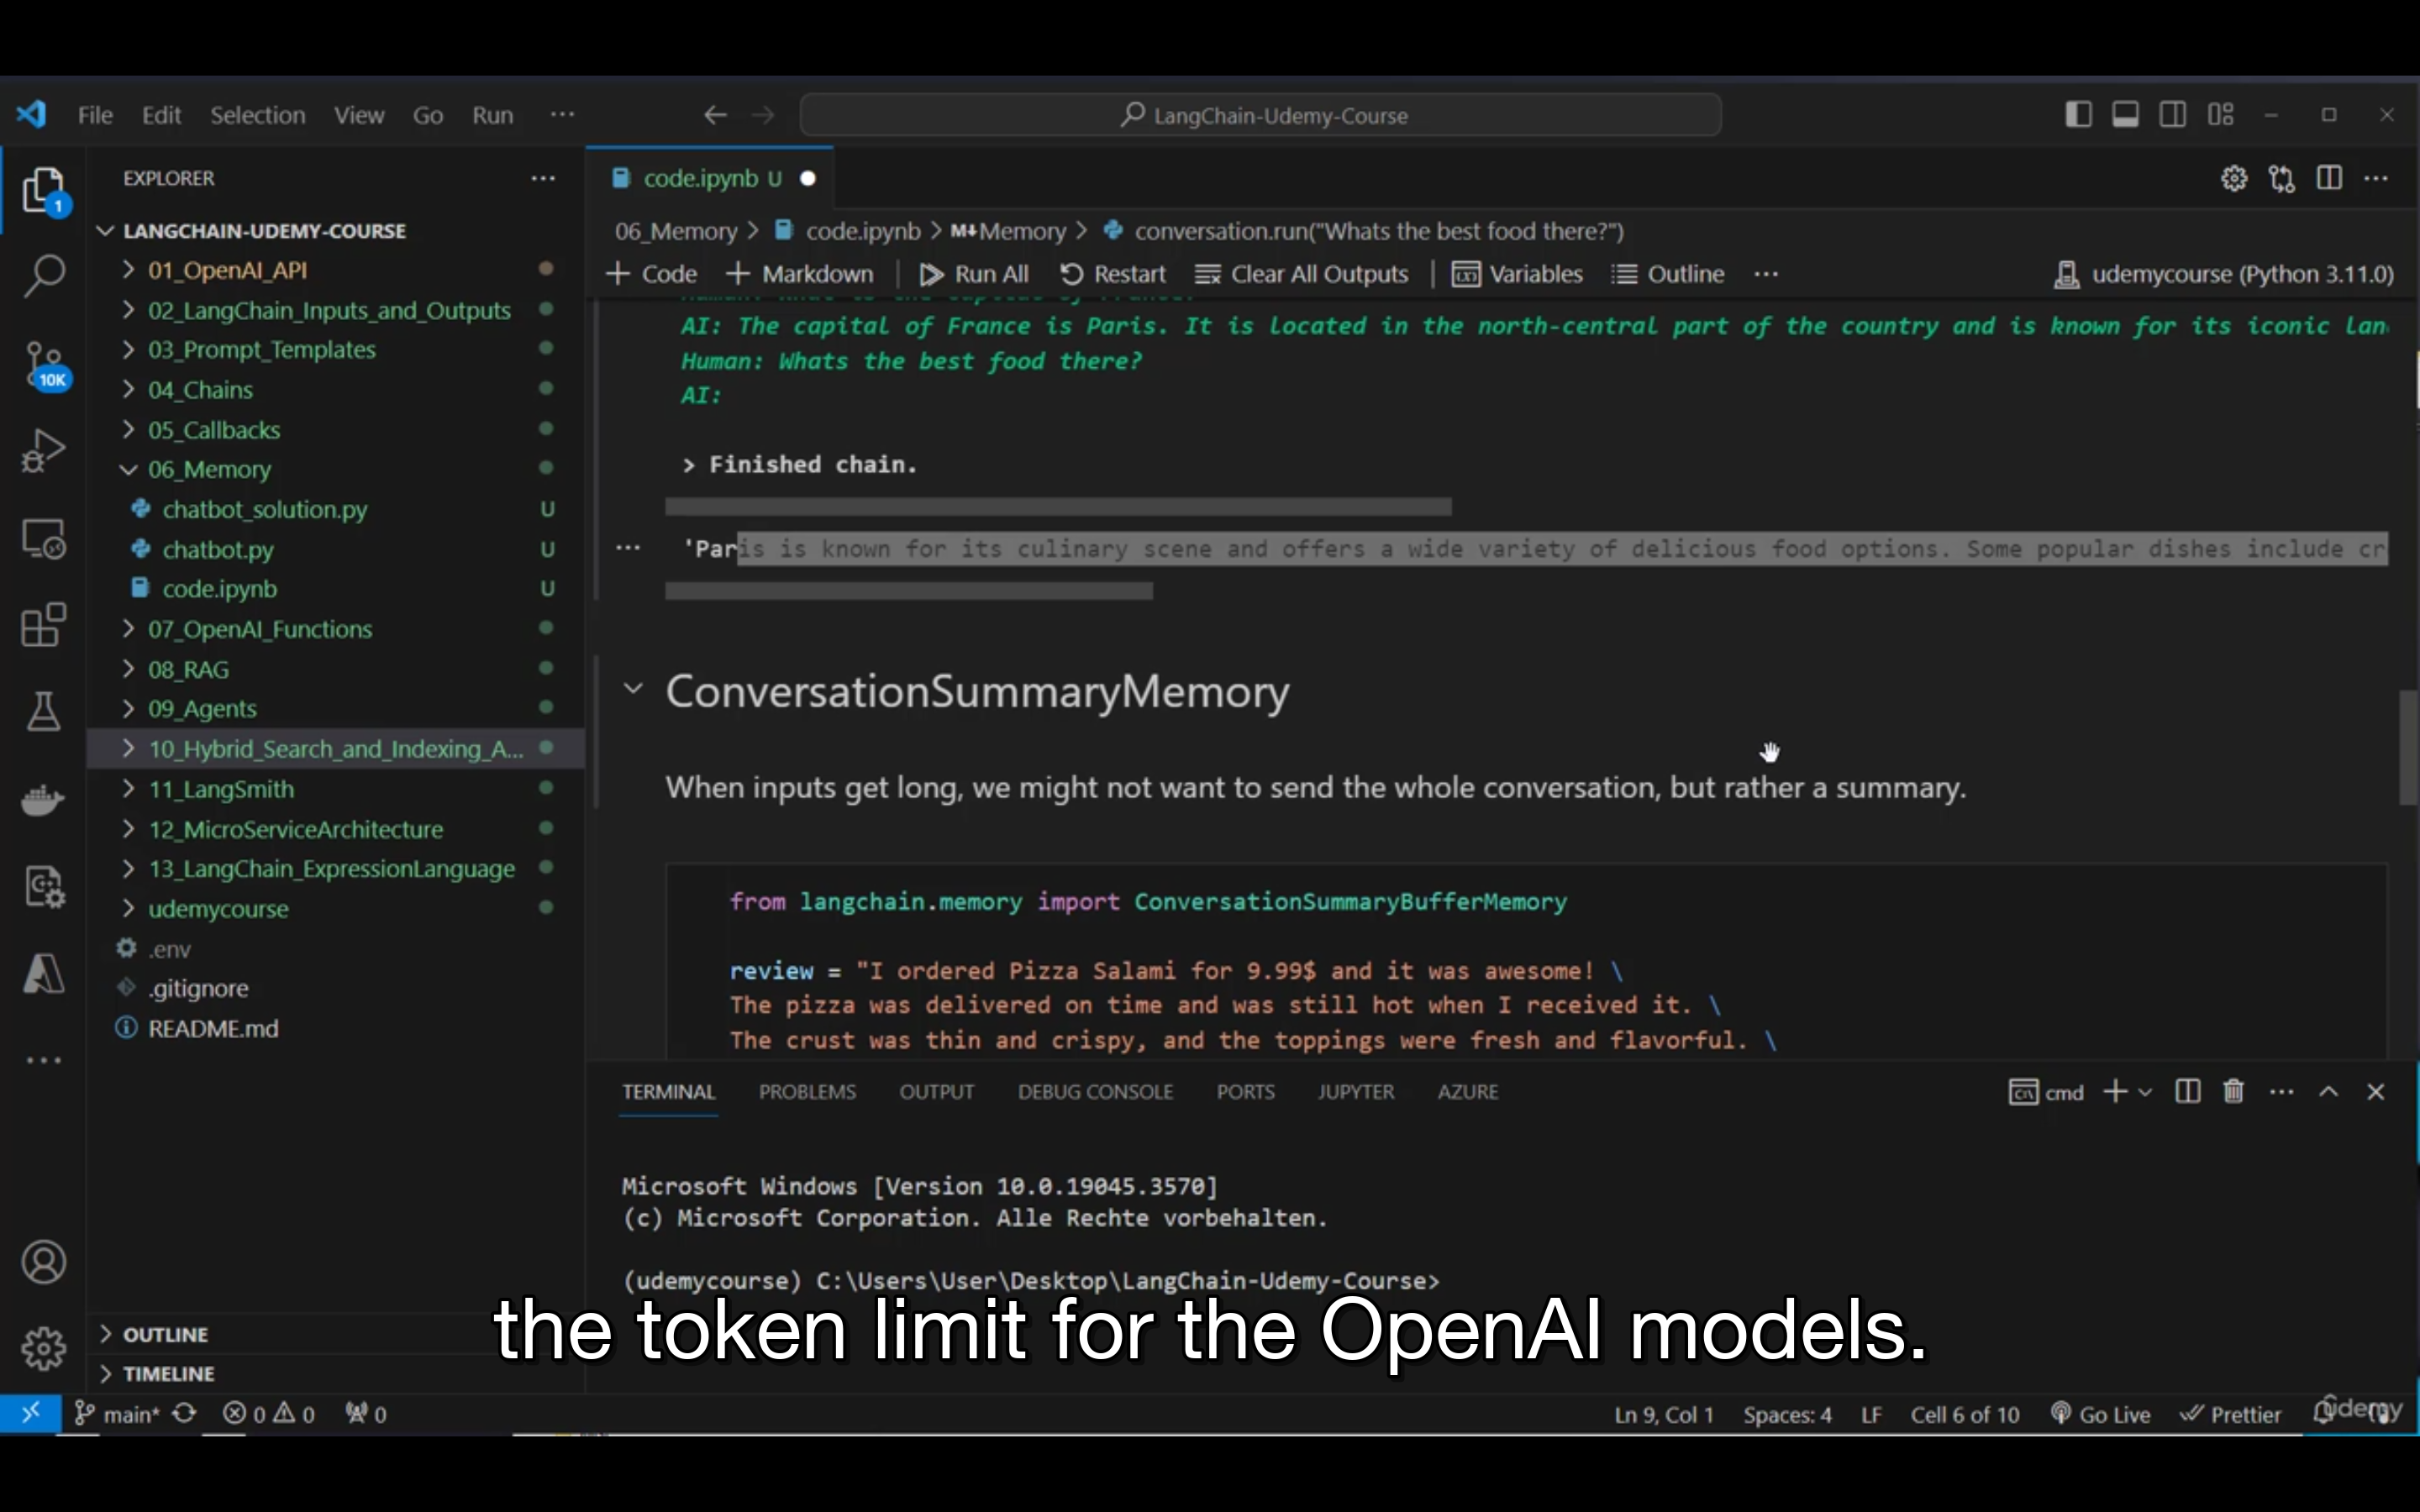 File Edit Selection View Go Run ···
LangChain-Udemy-Course
EXPLORER ···
1
10K
LANGCHAIN-UDEMY-COURSE
01_OpenAI_API
02_LangChain_Inputs_and_Outputs
03_Prompt_Templates
04_Chains
05_Callbacks
06_Memory
chatbot_solution.py U
chatbot.py U
code.ipynb U
07_OpenAI_Functions
08_RAG
09_Agents
10_Hybrid_Search_and_Indexing_A...
11_LangSmith
12_MicroServiceArchitecture
13_LangChain_ExpressionLanguage
udemycourse
.env
.gitignore
README.md
OUTLINE
TIMELINE
code.ipynb U
06_Memory > code.ipynb > M↓Memory > conversation.run("Whats the best food there?")
+ Code + Markdown | Run All Restart Clear All Outputs | Variables Outline ··· udemycourse (Python 3.11.0)
AI: The capital of France is Paris. It is located in the north-central part of the country and is known for its iconic lan
Human: Whats the best food there?
AI:
> Finished chain.
'Paris is known for its culinary scene and offers a wide variety of delicious food options. Some popular dishes include cr
ConversationSummaryMemory
When inputs get long, we might not want to send the whole conversation, but rather a summary.
from langchain.memory import ConversationSummaryBufferMemory
review = "I ordered Pizza Salami for 9.99$ and it was awesome! \
The pizza was delivered on time and was still hot when I received it. \
The crust was thin and crispy, and the toppings were fresh and flavorful. \
TERMINAL PROBLEMS OUTPUT DEBUG CONSOLE PORTS JUPYTER AZURE cmd
Microsoft Windows [Version 10.0.19045.3570]
(c) Microsoft Corporation. Alle Rechte vorbehalten.
(udemycourse) C:\Users\User\Desktop\LangChain-Udemy-Course>
the token limit for the OpenAI models.
main* 0 0 0 Ln 9, Col 1 Spaces: 4 LF Cell 6 of 10 Go Live Prettier
udemy